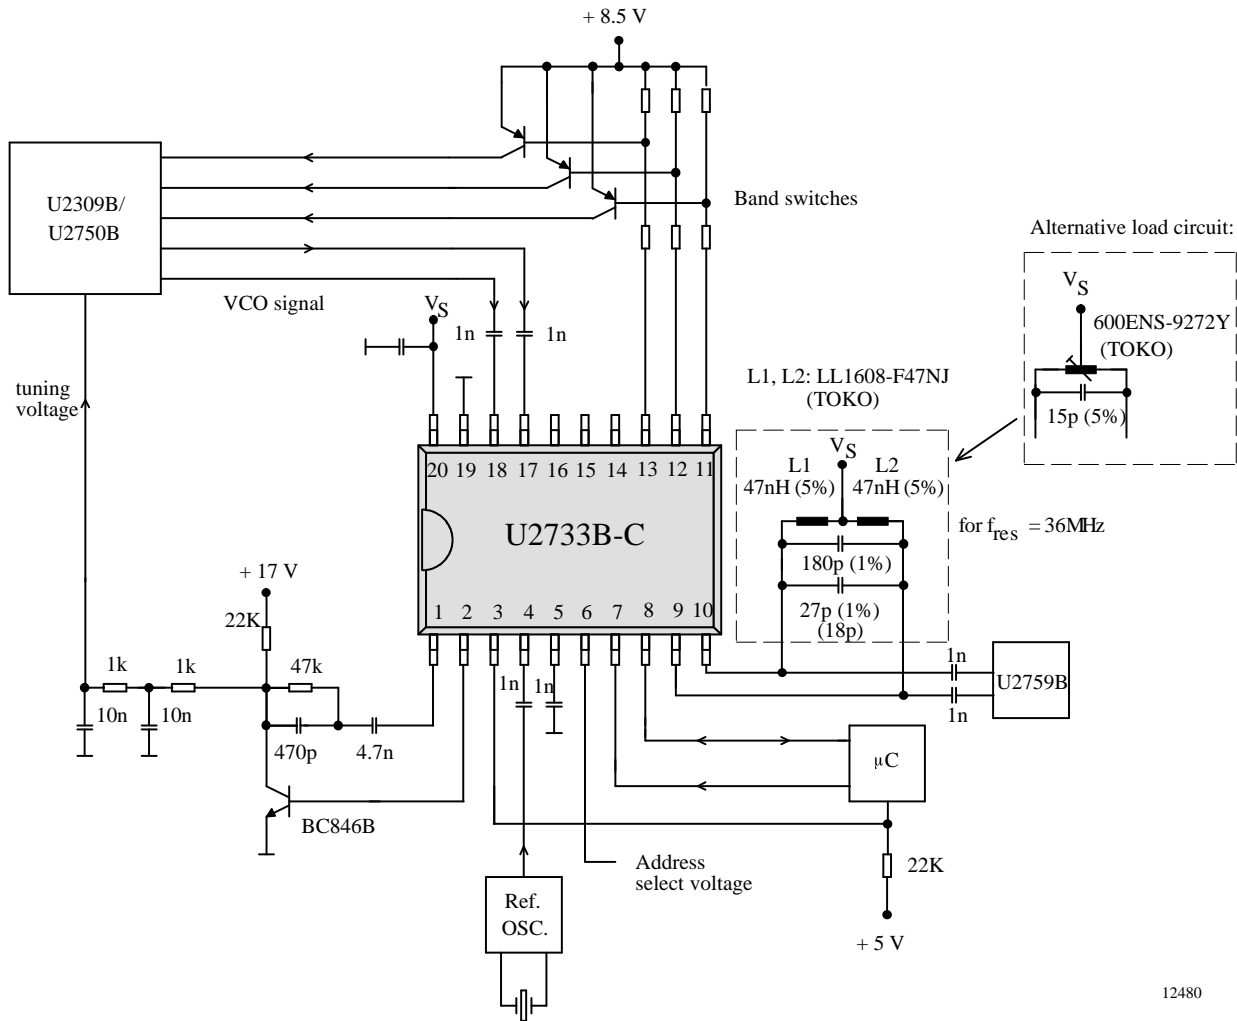 + 8.5 V
U2309B/
U2750B
Band switches
Alternative load circuit:
VS
600ENS-9272Y
(TOKO)
15p (5%)
VCO signal
VS
1n
1n
tuning
voltage
L1, L2: LL1608-F47NJ
(TOKO)
VS
L1
L2
47nH (5%)
47nH (5%)
for fres = 36MHz
180p (1%)
27p (1%)
(18p)
20 19 18 17 16 15 14 13 12 11
U2733B-C
1 2 3 4 5 6 7 8 9 10
+ 17 V
22K
1k
1k
47k
10n
10n
470p
4.7n
1n
1n
1n
1n
U2759B
µC
BC846B
Address
select voltage
22K
Ref.
OSC.
+ 5 V
12480